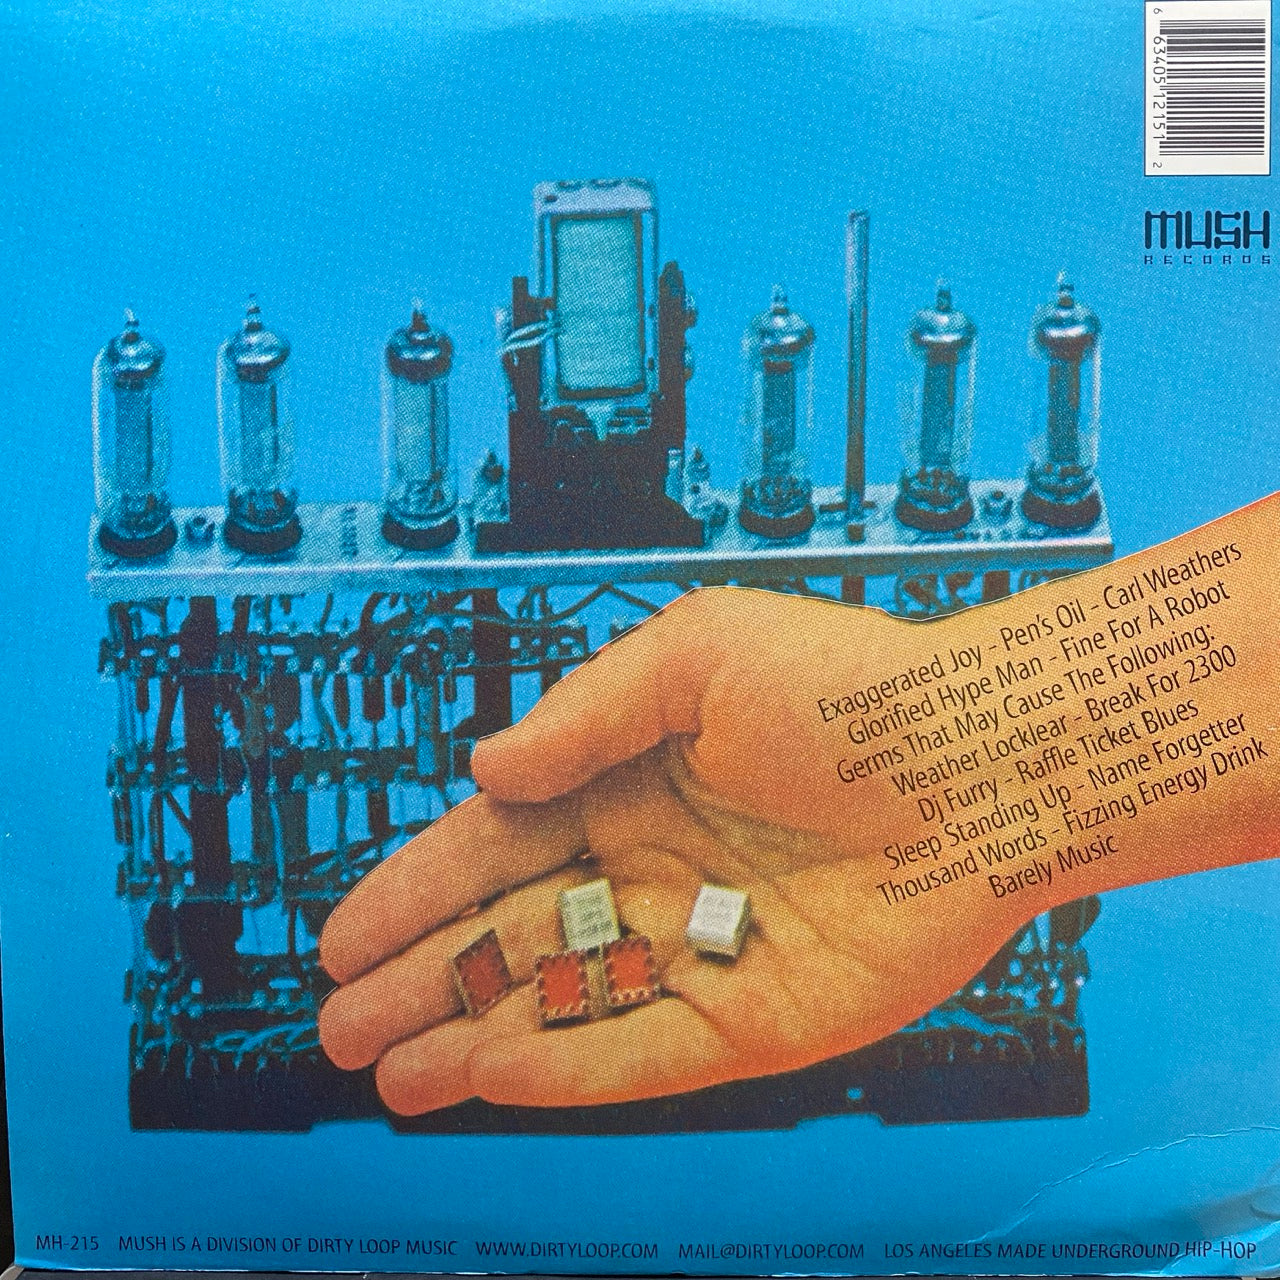 6 63405 12151 2
MUSH
RECORDS
Exaggerated Joy - Pen's Oil - Carl Weathers
Glorified Hype Man - Fine For A Robot
Germs That May Cause The Following:
Weather Locklear - Break For 2300
Dj Furry - Raffle Ticket Blues
Sleep Standing Up - Name Forgetter
Thousand Words - Fizzing Energy Drink
Barely Music
MH-215 MUSH IS A DIVISION OF DIRTY LOOP MUSIC WWW.DIRTYLOOP.COM MAIL@DIRTYLOOP.COM LOS ANGELES MADE UNDERGROUND HIP-HOP